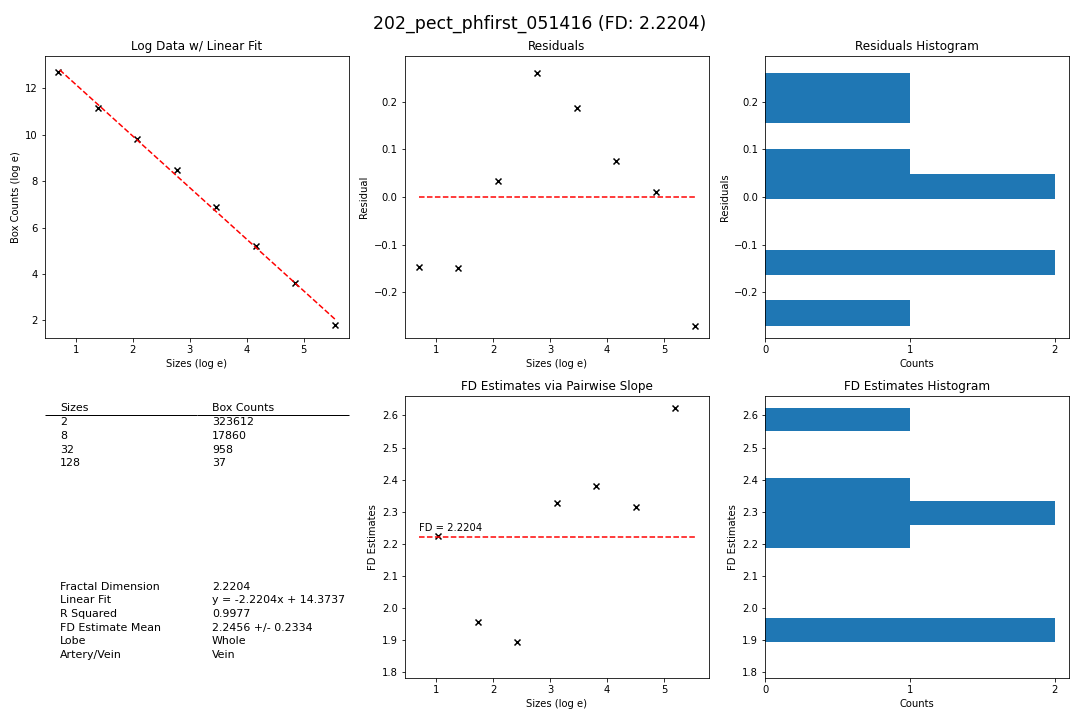 202_pect_phfirst_051416 (FD: 2.2204)
Log Data w/ Linear Fit
Box Counts (log e)
12
10
8
6
4
2
1 2 3 4 5
Sizes (log e)
Residuals
Residual
0.2
0.1
0.0
−0.1
−0.2
1 2 3 4 5
Sizes (log e)
Residuals Histogram
Residuals
0.2
0.1
0.0
−0.1
−0.2
0 1 2
Counts
Sizes Box Counts
2 323612
8 17860
32 958
128 37
Fractal Dimension 2.2204
Linear Fit y = -2.2204x + 14.3737
R Squared 0.9977
FD Estimate Mean 2.2456 +/- 0.2334
Lobe Whole
Artery/Vein Vein
FD Estimates via Pairwise Slope
FD Estimates
2.6
2.5
2.4
2.3
2.2
2.1
2.0
1.9
1.8
FD = 2.2204
1 2 3 4 5
Sizes (log e)
FD Estimates Histogram
FD Estimates
2.6
2.5
2.4
2.3
2.2
2.1
2.0
1.9
1.8
0 1 2
Counts